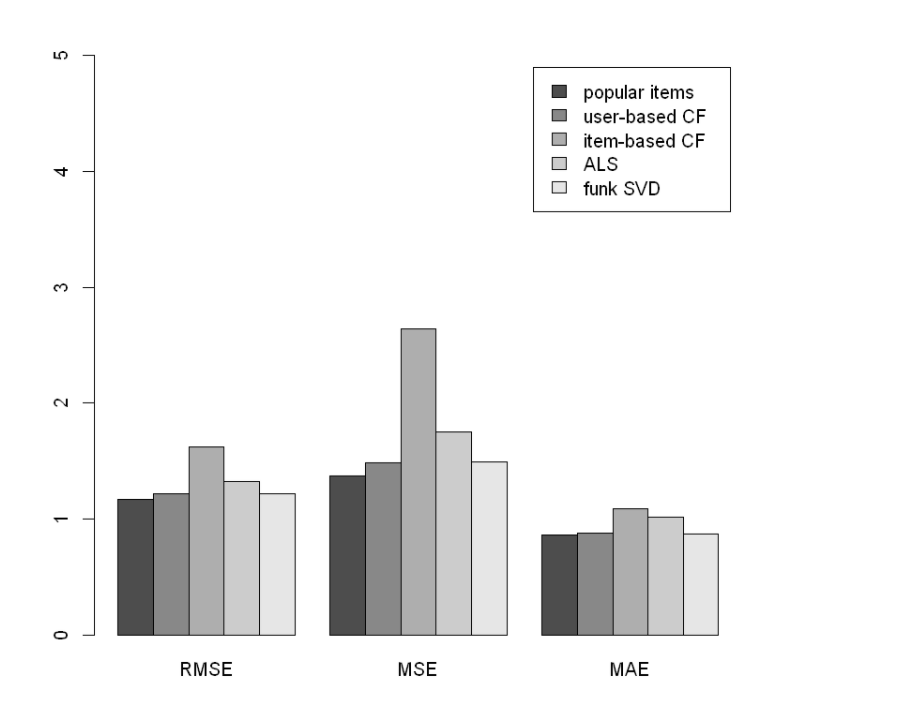 5
4
3
2
1
0
popular items
user-based CF
item-based CF
ALS
funk SVD
RMSE MSE MAE